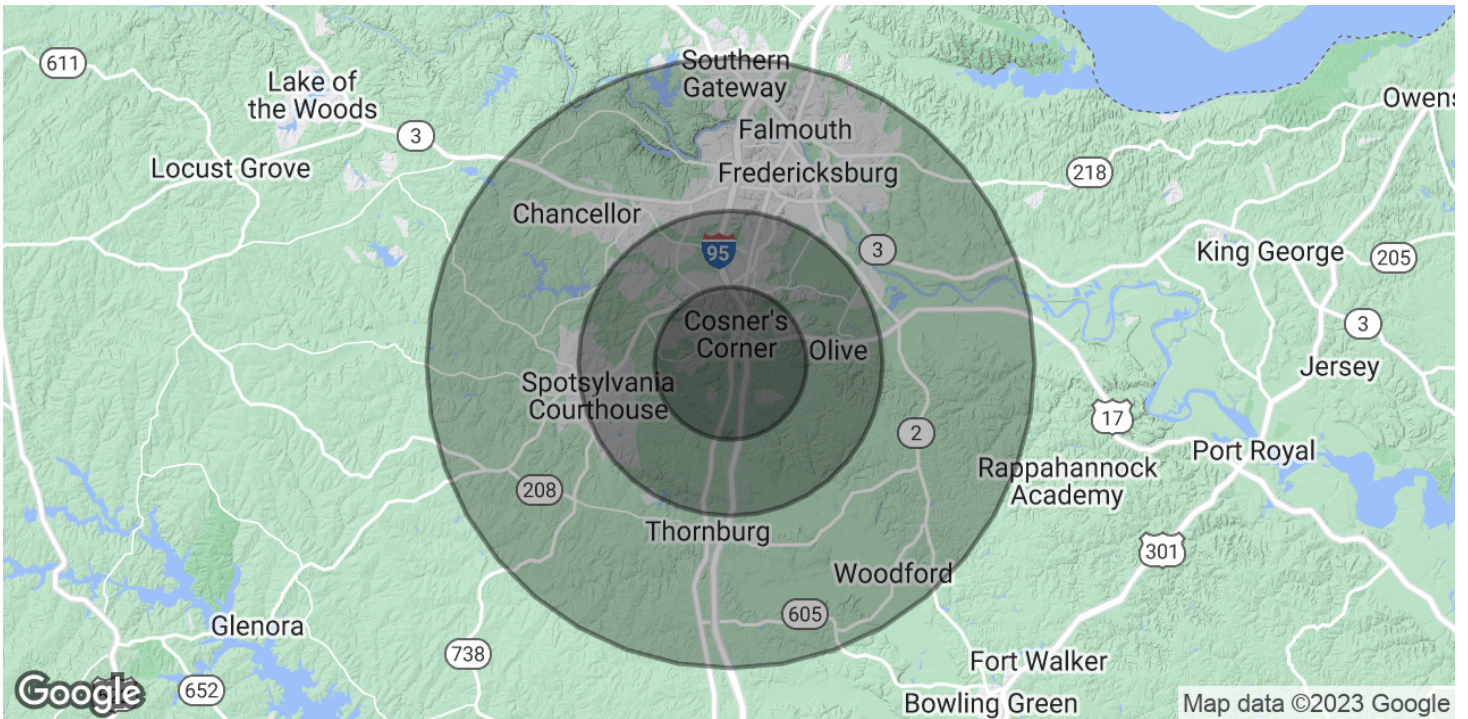 Southern
Gateway
611
Lake of
the Woods
Owens
Falmouth
3
Locust Grove
Fredericksburg
218
Chancellor
95
3
King George
205
Cosner's
Corner
Olive
3
Jersey
Spotsylvania
Courthouse
17
2
Port Royal
Rappahannock
Academy
208
Thornburg
301
Woodford
605
Glenora
738
Fort Walker
652
Google
Bowling Green
Map data ©2023 Google